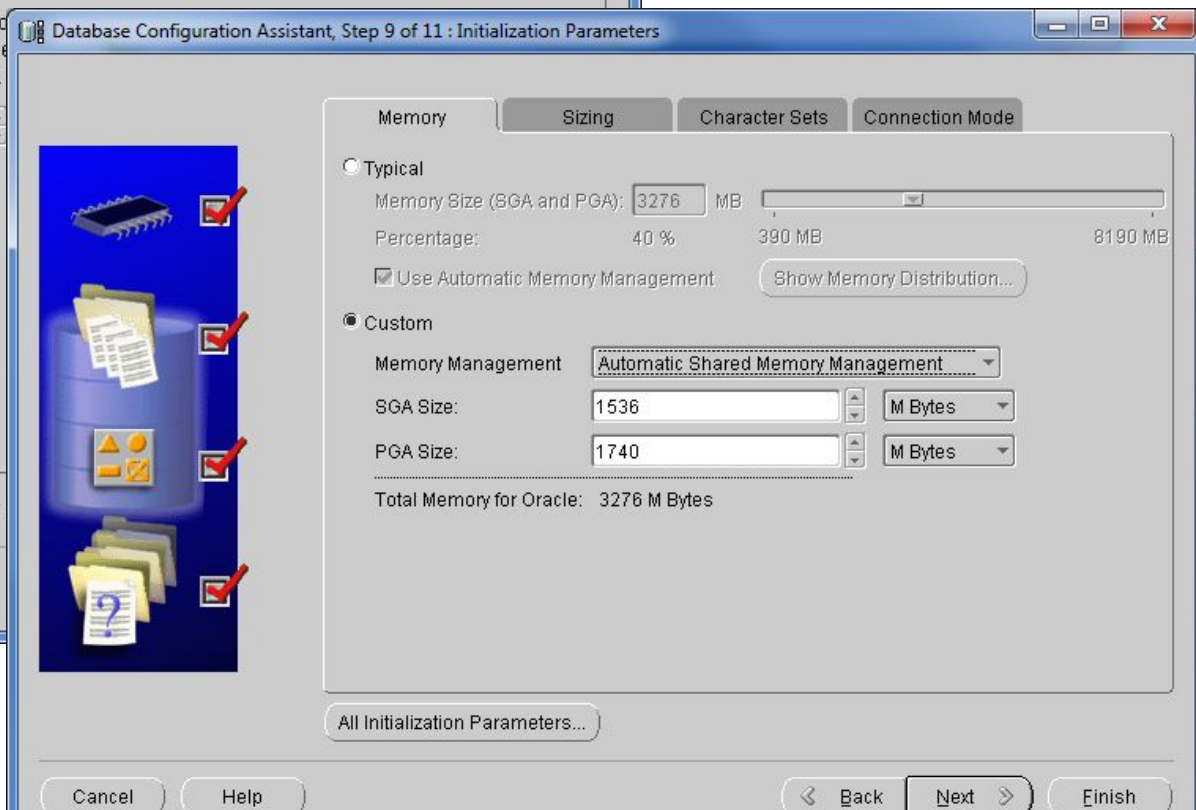 Database Configuration Assistant, Step 9 of 11 : Initialization Parameters
Memory Sizing Character Sets Connection Mode
Typical
Memory Size (SGA and PGA): 3276 MB
Percentage: 40 % 390 MB 8190 MB
Use Automatic Memory Management Show Memory Distribution...
Custom
Memory Management Automatic Shared Memory Management
SGA Size: 1536 M Bytes
PGA Size: 1740 M Bytes
Total Memory for Oracle: 3276 M Bytes
?
All Initialization Parameters...
Cancel Help Back Next Finish